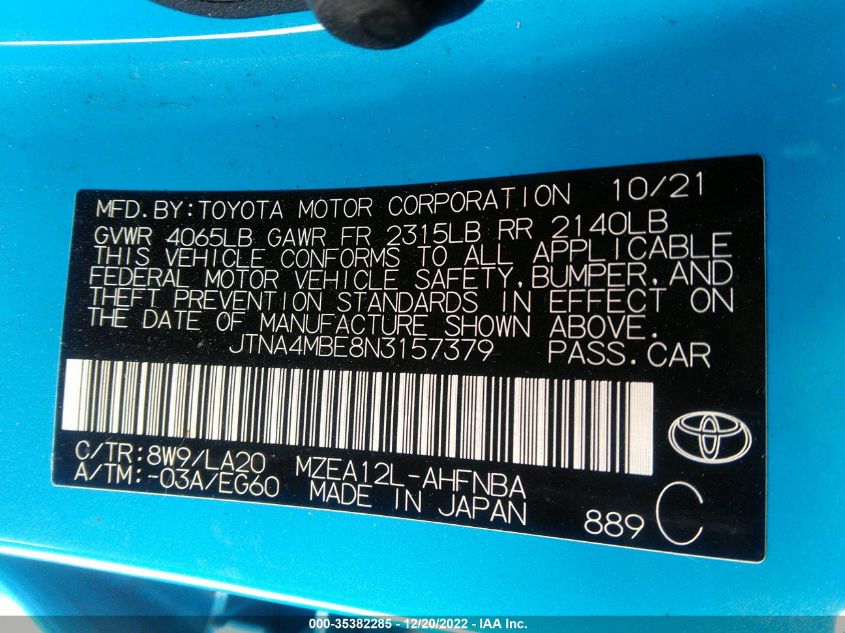 MFD.BY:TOYOTA MOTOR CORPORATION 10/21
GVWR 4065LB GAWR FR 2315LB RR 2140LB
THIS VEHICLE CONFORMS TO ALL APPLICABLE
FEDERAL MOTOR VEHICLE SAFETY,BUMPER,AND
THEFT PREVENTION STANDARDS IN EFFECT ON
THE DATE OF MANUFACTURE SHOWN ABOVE.
JTNA4MBE8N3157379 PASS.CAR
C/TR:8W9/LA20 MZEA12L-AHFNBA
A/TM:-03A/EG60 MADE IN JAPAN 889 C
000-35382285 - 12/20/2022 - IAA Inc.